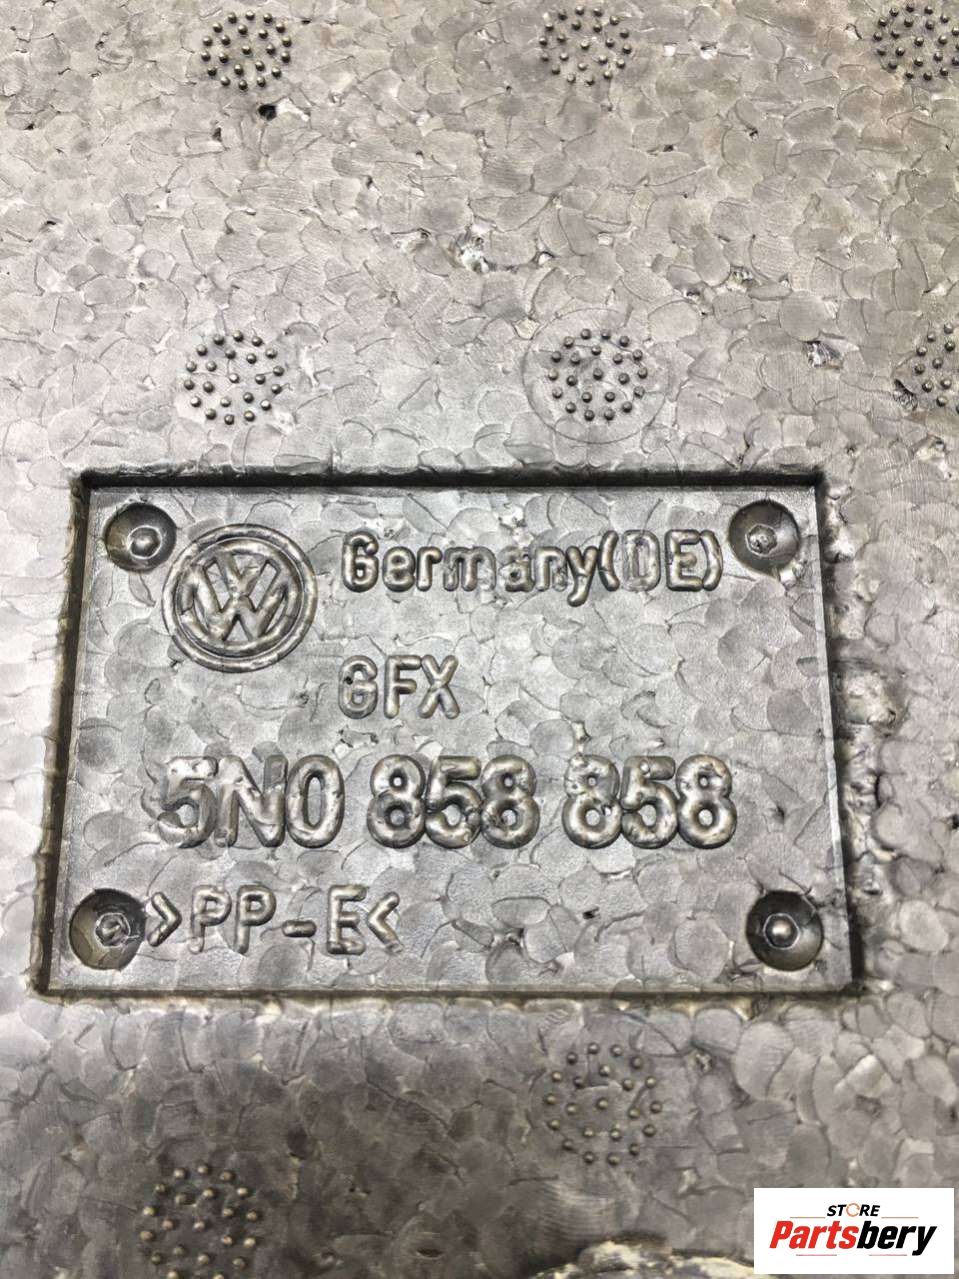 Germany(DE)
GFX
5N0 858 858
>PP-E<
STORE
Partsbery